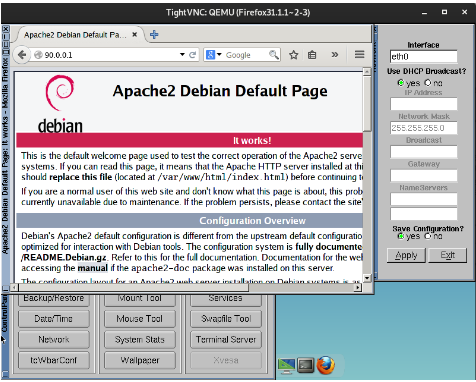 TightVNC: QEMU (Firefox31.1.1~2-3)
Apache2 Debian Default Pa...
90.0.0.1
Google
debian
Apache2 Debian Default Page
It works!
This is the default welcome page used to test the correct operation of the Apache2 serve
systems. If you can read this page, it means that the Apache HTTP server installed at thi
should replace this file (located at /var/www/html/index.html) before continuing to
If you are a normal user of this web site and don't know what this page is about, this prob
currently unavailable due to maintenance. If the problem persists, please contact the site'
Configuration Overview
Debian's Apache2 default configuration is different from the upstream default configuration
optimized for interaction with Debian tools. The configuration system is fully documente
/README.Debian.gz. Refer to this for the full documentation. Documentation for the we
accessing the manual if the apache2-doc package was installed on this server.
The configuration layout for an Apache2 web server installation on Debian systems is as
Apache2 Debian Default Page: It works - Mozilla Firefox
Interface
eth0
Use DHCP Broadcast?
yes no
IP Address
Network Mask
255.255.255.0
Broadcast
Gateway
NameServers
Save Configuration?
yes no
Apply Exit
ControlPan
Backup/Restore Mount Tool Services
Date/Time Mouse Tool Swapfile Tool
Network System Stats Terminal Server
tcWbarConf Wallpaper Xvesa